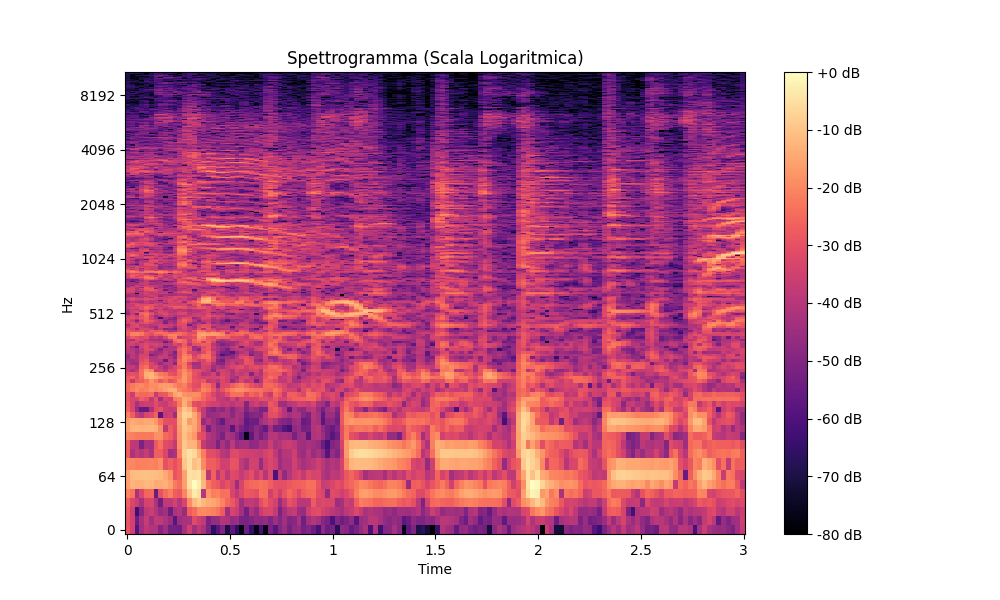 Spettrogramma (Scala Logaritmica)
Hz
8192
4096
2048
1024
512
256
128
64
0
0
0.5
1
1.5
2
2.5
3
Time
+0 dB
-10 dB
-20 dB
-30 dB
-40 dB
-50 dB
-60 dB
-70 dB
-80 dB